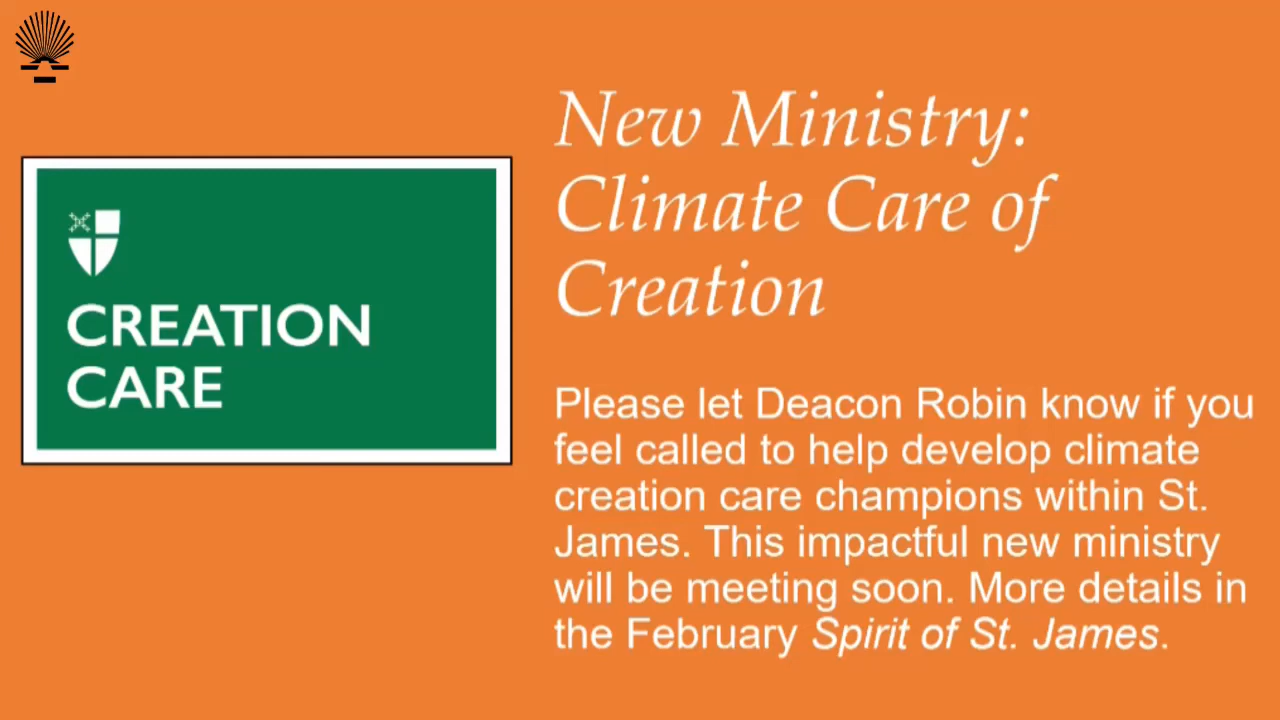 CREATION
CARE
New Ministry:
Climate Care of
Creation
Please let Deacon Robin know if you
feel called to help develop climate
creation care champions within St.
James. This impactful new ministry
will be meeting soon. More details in
the February Spirit of St. James.